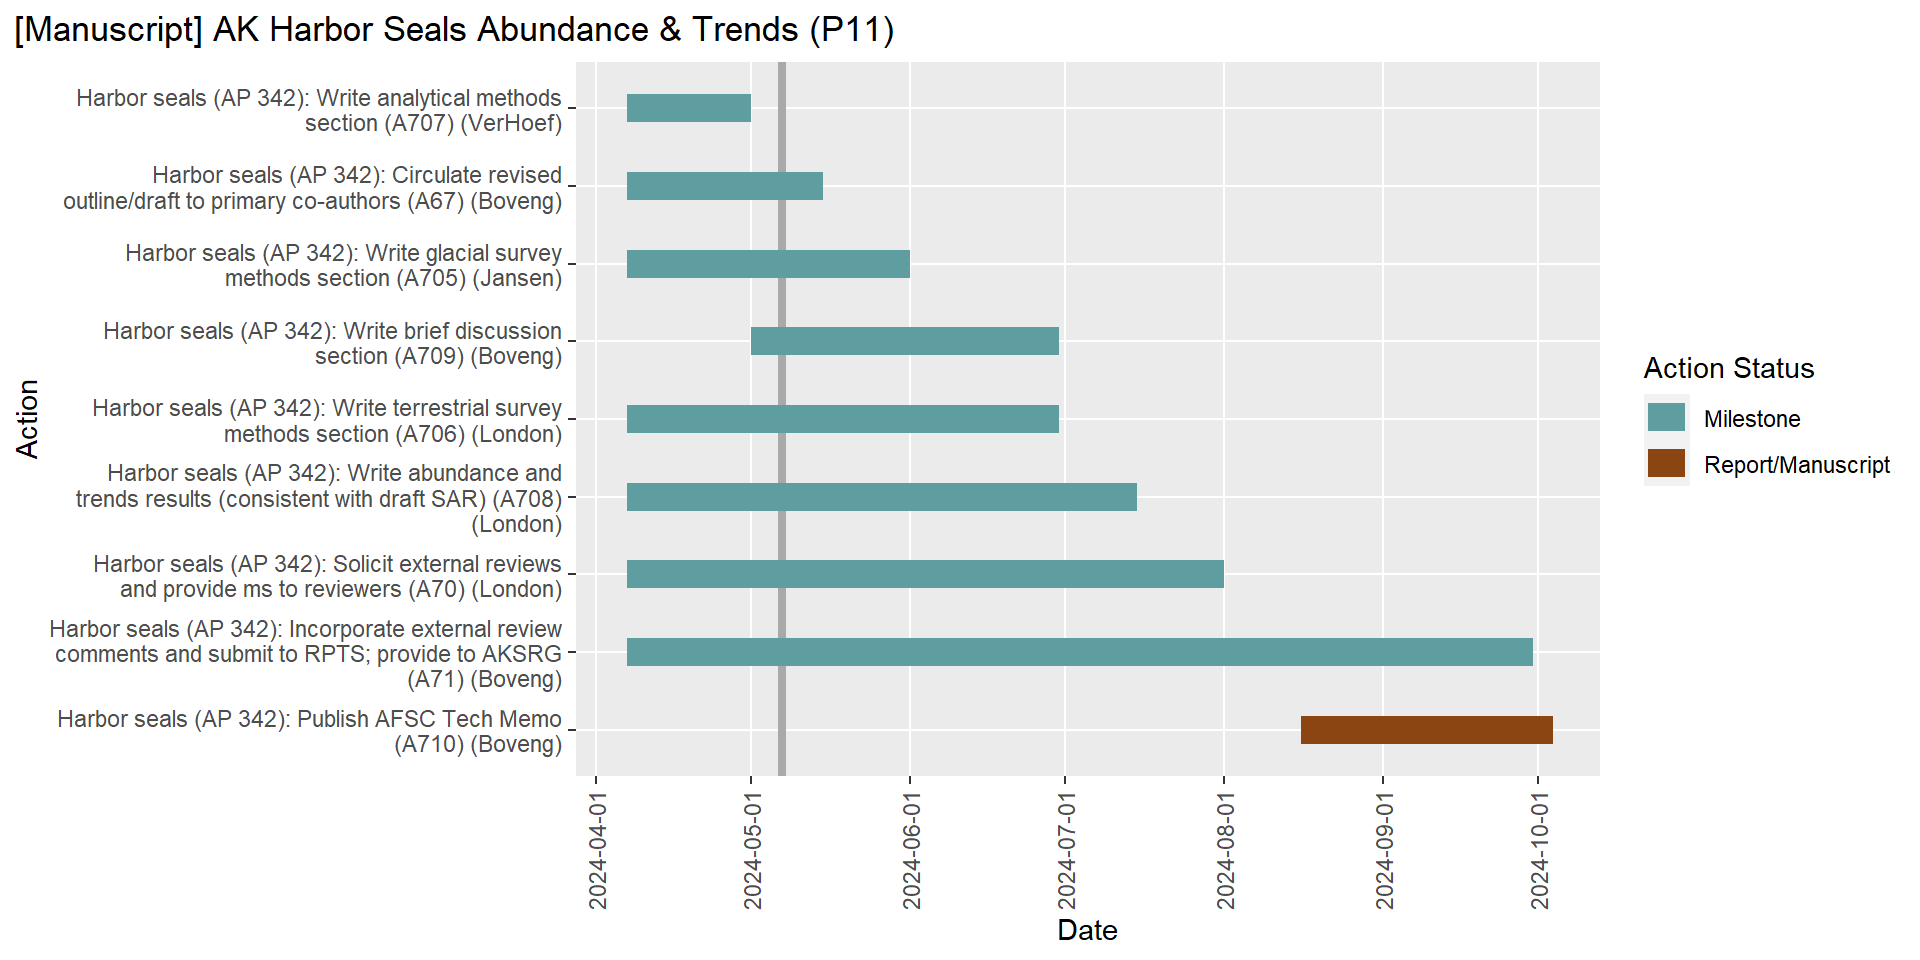 [Manuscript] AK Harbor Seals Abundance & Trends (P11)
Harbor seals (AP 342): Write analytical methods
section (A707) (VerHoef)
Harbor seals (AP 342): Circulate revised
outline/draft to primary co-authors (A67) (Boveng)
Harbor seals (AP 342): Write glacial survey
methods section (A705) (Jansen)
Harbor seals (AP 342): Write brief discussion
section (A709) (Boveng)
Harbor seals (AP 342): Write terrestrial survey
methods section (A706) (London)
Harbor seals (AP 342): Write abundance and
trends results (consistent with draft SAR) (A708)
(London)
Harbor seals (AP 342): Solicit external reviews
and provide ms to reviewers (A70) (London)
Harbor seals (AP 342): Incorporate external review
comments and submit to RPTS; provide to AKSRG
(A71) (Boveng)
Harbor seals (AP 342): Publish AFSC Tech Memo
(A710) (Boveng)
Action
2024-04-01
2024-05-01
2024-06-01
2024-07-01
2024-08-01
2024-09-01
2024-10-01
Date
Action Status
Milestone
Report/Manuscript